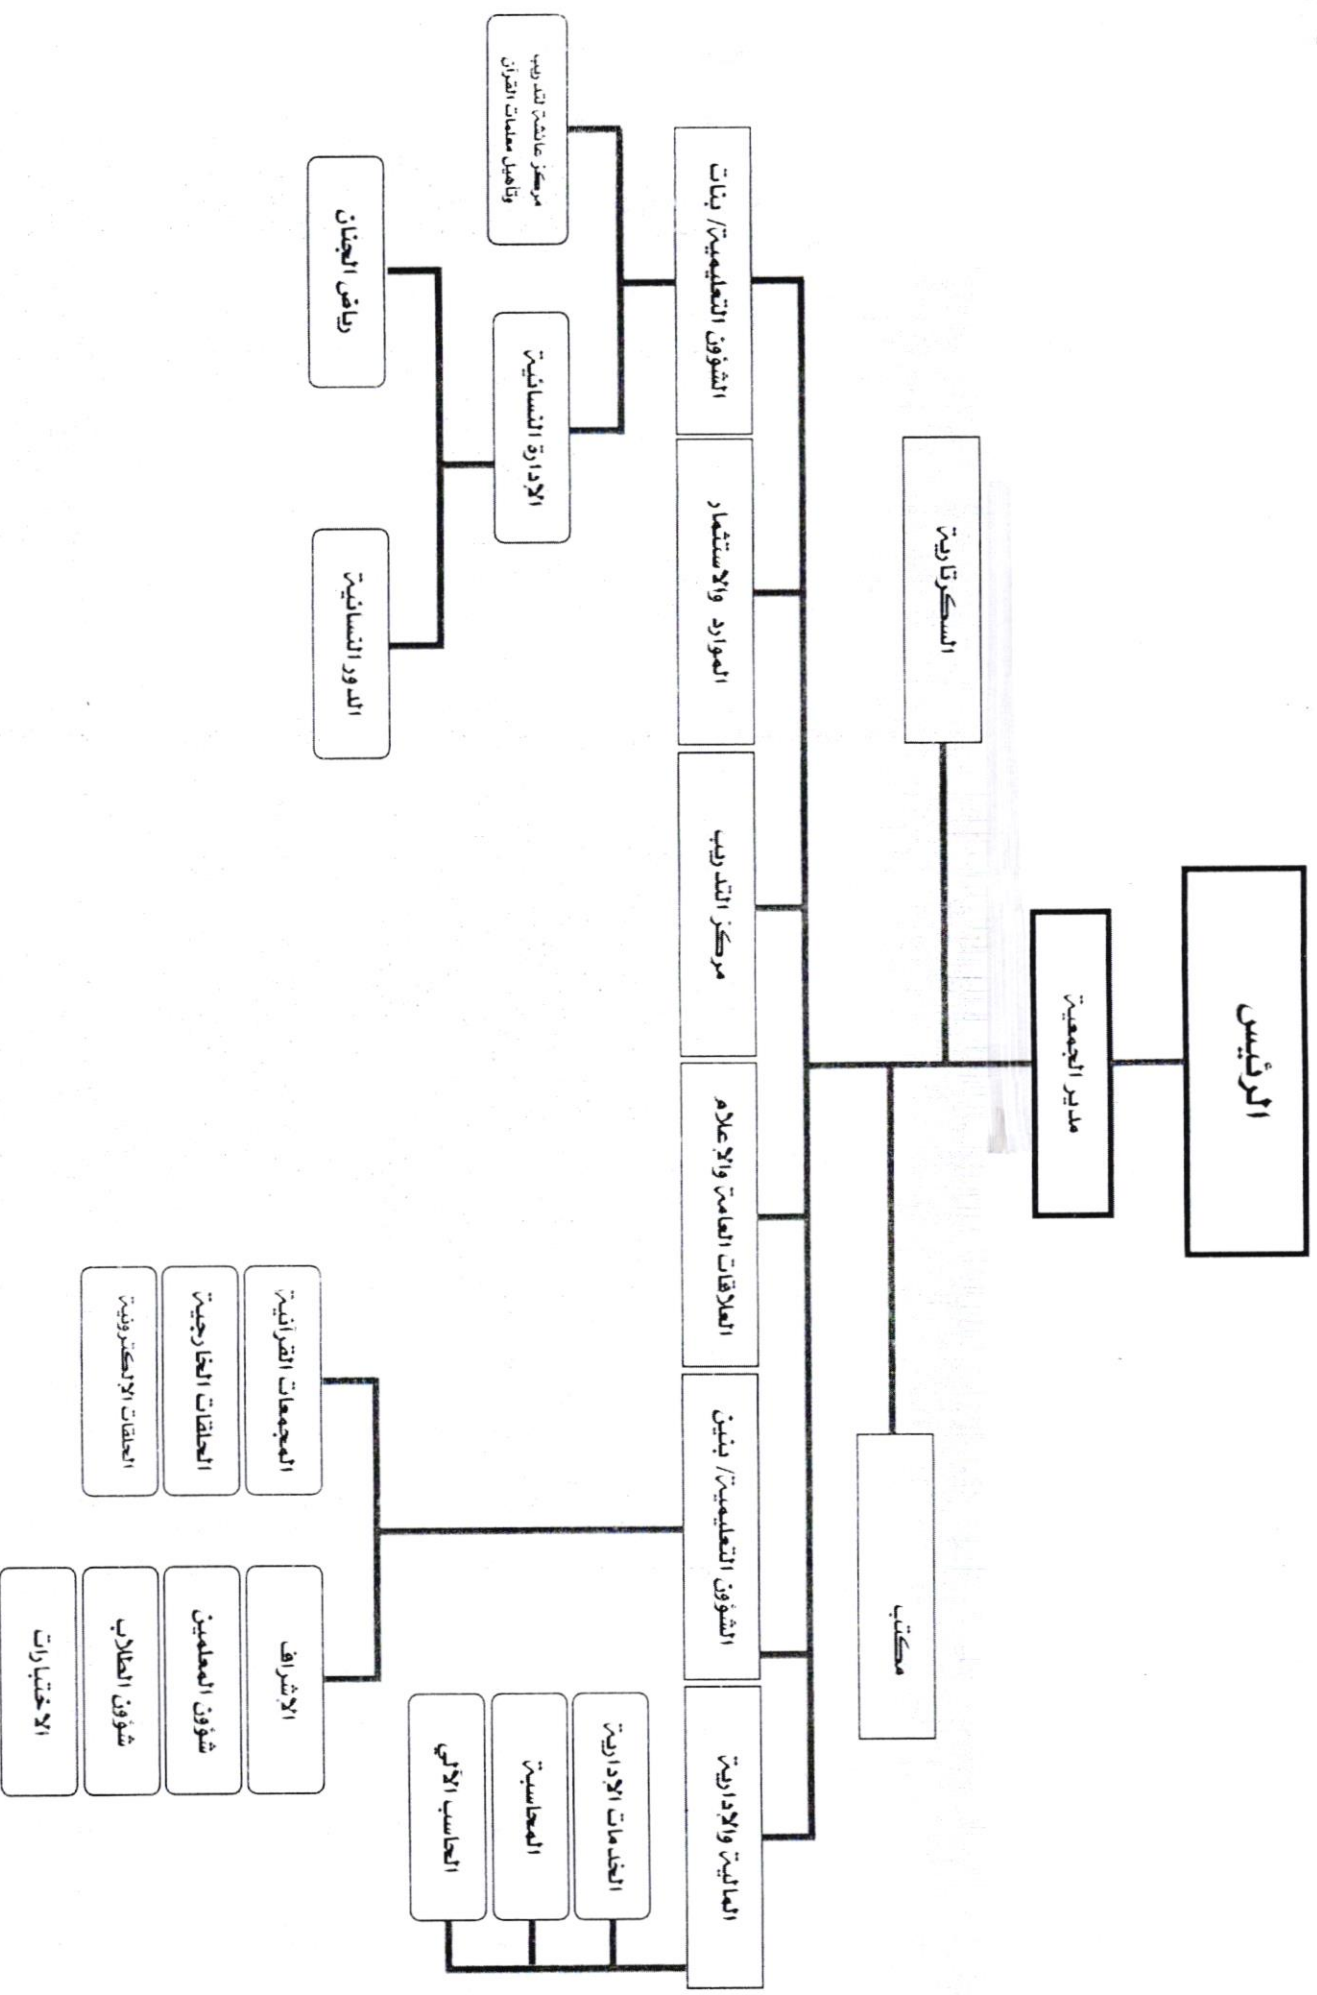 الرئيس
مدير الجمعية
السكرتارية
مكتب
المالية والإدارية
الشؤون التعليمية/ بنين
العلاقات العامة والإعلام
مركز التدريب
الموارد والاستثمار
الشؤون التعليمية/ بنات
الخدمات الإدارية
المحاسبة
الحاسب الآلي
الإشراف
شؤون المعلمين
شؤون الطلاب
الاختبارات
المجمعات القرآنية
الحلقات الخارجية
الحلقات الإلكترونية
الإدارة النسائية
مركز عائشة لتدريب
وتأهيل معلمات القرآن
الدور النسائية
رياض الجنان